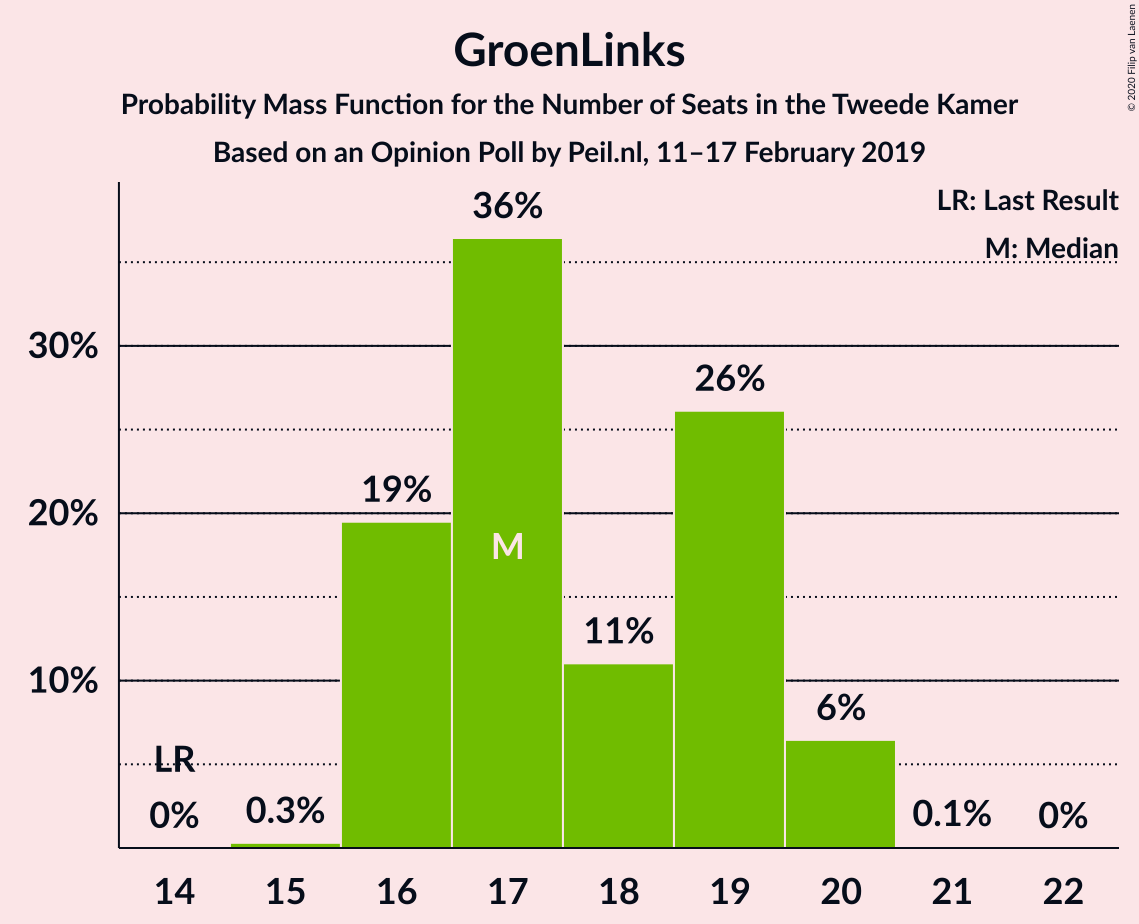 GroenLinks
Probability Mass Function for the Number of Seats in the Tweede Kamer
Based on an Opinion Poll by Peil.nl, 11–17 February 2019
© 2020 Filip van Laenen
LR: Last Result
M: Median
36%
30%
26%
19%
20%
M
11%
10%
6%
LR
0%
0.3%
0.1%
0%
14 15 16 17 18 19 20 21 22